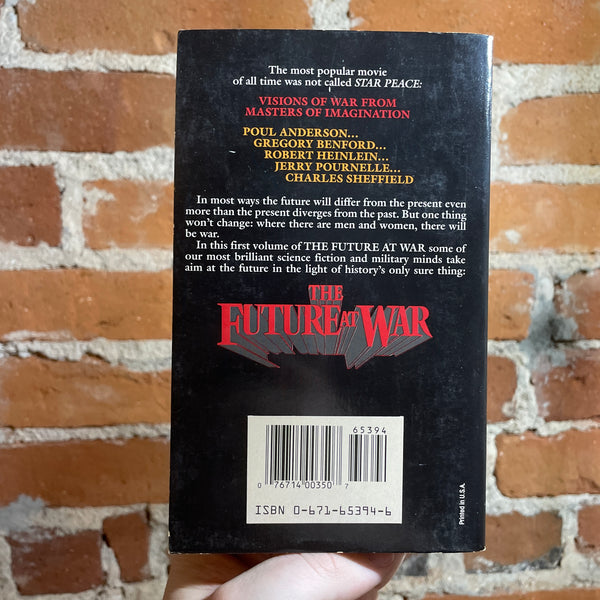 The most popular movie
of all time was not called STAR PEACE:
VISIONS OF WAR FROM
MASTERS OF IMAGINATION
POUL ANDERSON...
GREGORY BENFORD...
ROBERT HEINLEIN...
JERRY POURNELLE...
CHARLES SHEFFIELD
In most ways the future will differ from the present even
more than the present diverges from the past. But one thing
won't change: where there are men and women, there will
be war.
In this first volume of THE FUTURE AT WAR some of
our most brilliant science fiction and military minds take
aim at the future in the light of history's only sure thing:
THE
FUTURE AT WAR
65394
0 76714 00350 7
ISBN 0-671-65394-6
Printed in U.S.A.